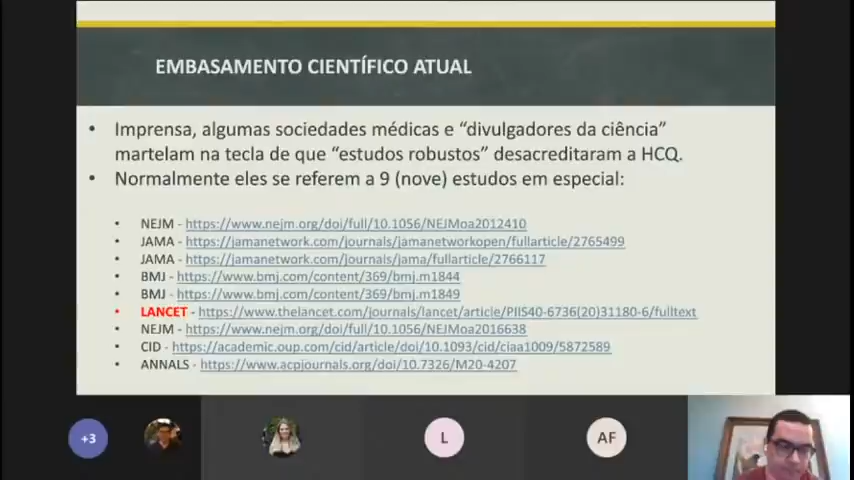 EMBASAMENTO CIENTÍFICO ATUAL
• Imprensa, algumas sociedades médicas e “divulgadores da ciência”
martelam na tecla de que “estudos robustos” desacreditaram a HCQ.
• Normalmente eles se referem a 9 (nove) estudos em especial:
• NEJM - https://www.nejm.org/doi/full/10.1056/NEJMoa2012410
• JAMA - https://jamanetwork.com/journals/jamanetworkopen/fullarticle/2765499
• JAMA - https://jamanetwork.com/journals/jama/fullarticle/2766117
• BMJ - https://www.bmj.com/content/369/bmj.m1844
• BMJ - https://www.bmj.com/content/369/bmj.m1849
• LANCET - https://www.thelancet.com/journals/lancet/article/PIIS40-6736(20)31180-6/fulltext
• NEJM - https://www.nejm.org/doi/full/10.1056/NEJMoa2016638
• CID - https://academic.oup.com/cid/article/doi/10.1093/cid/ciaa1009/5872589
• ANNALS - https://www.acpjournals.org/doi/10.7326/M20-4207
+3
L
AF